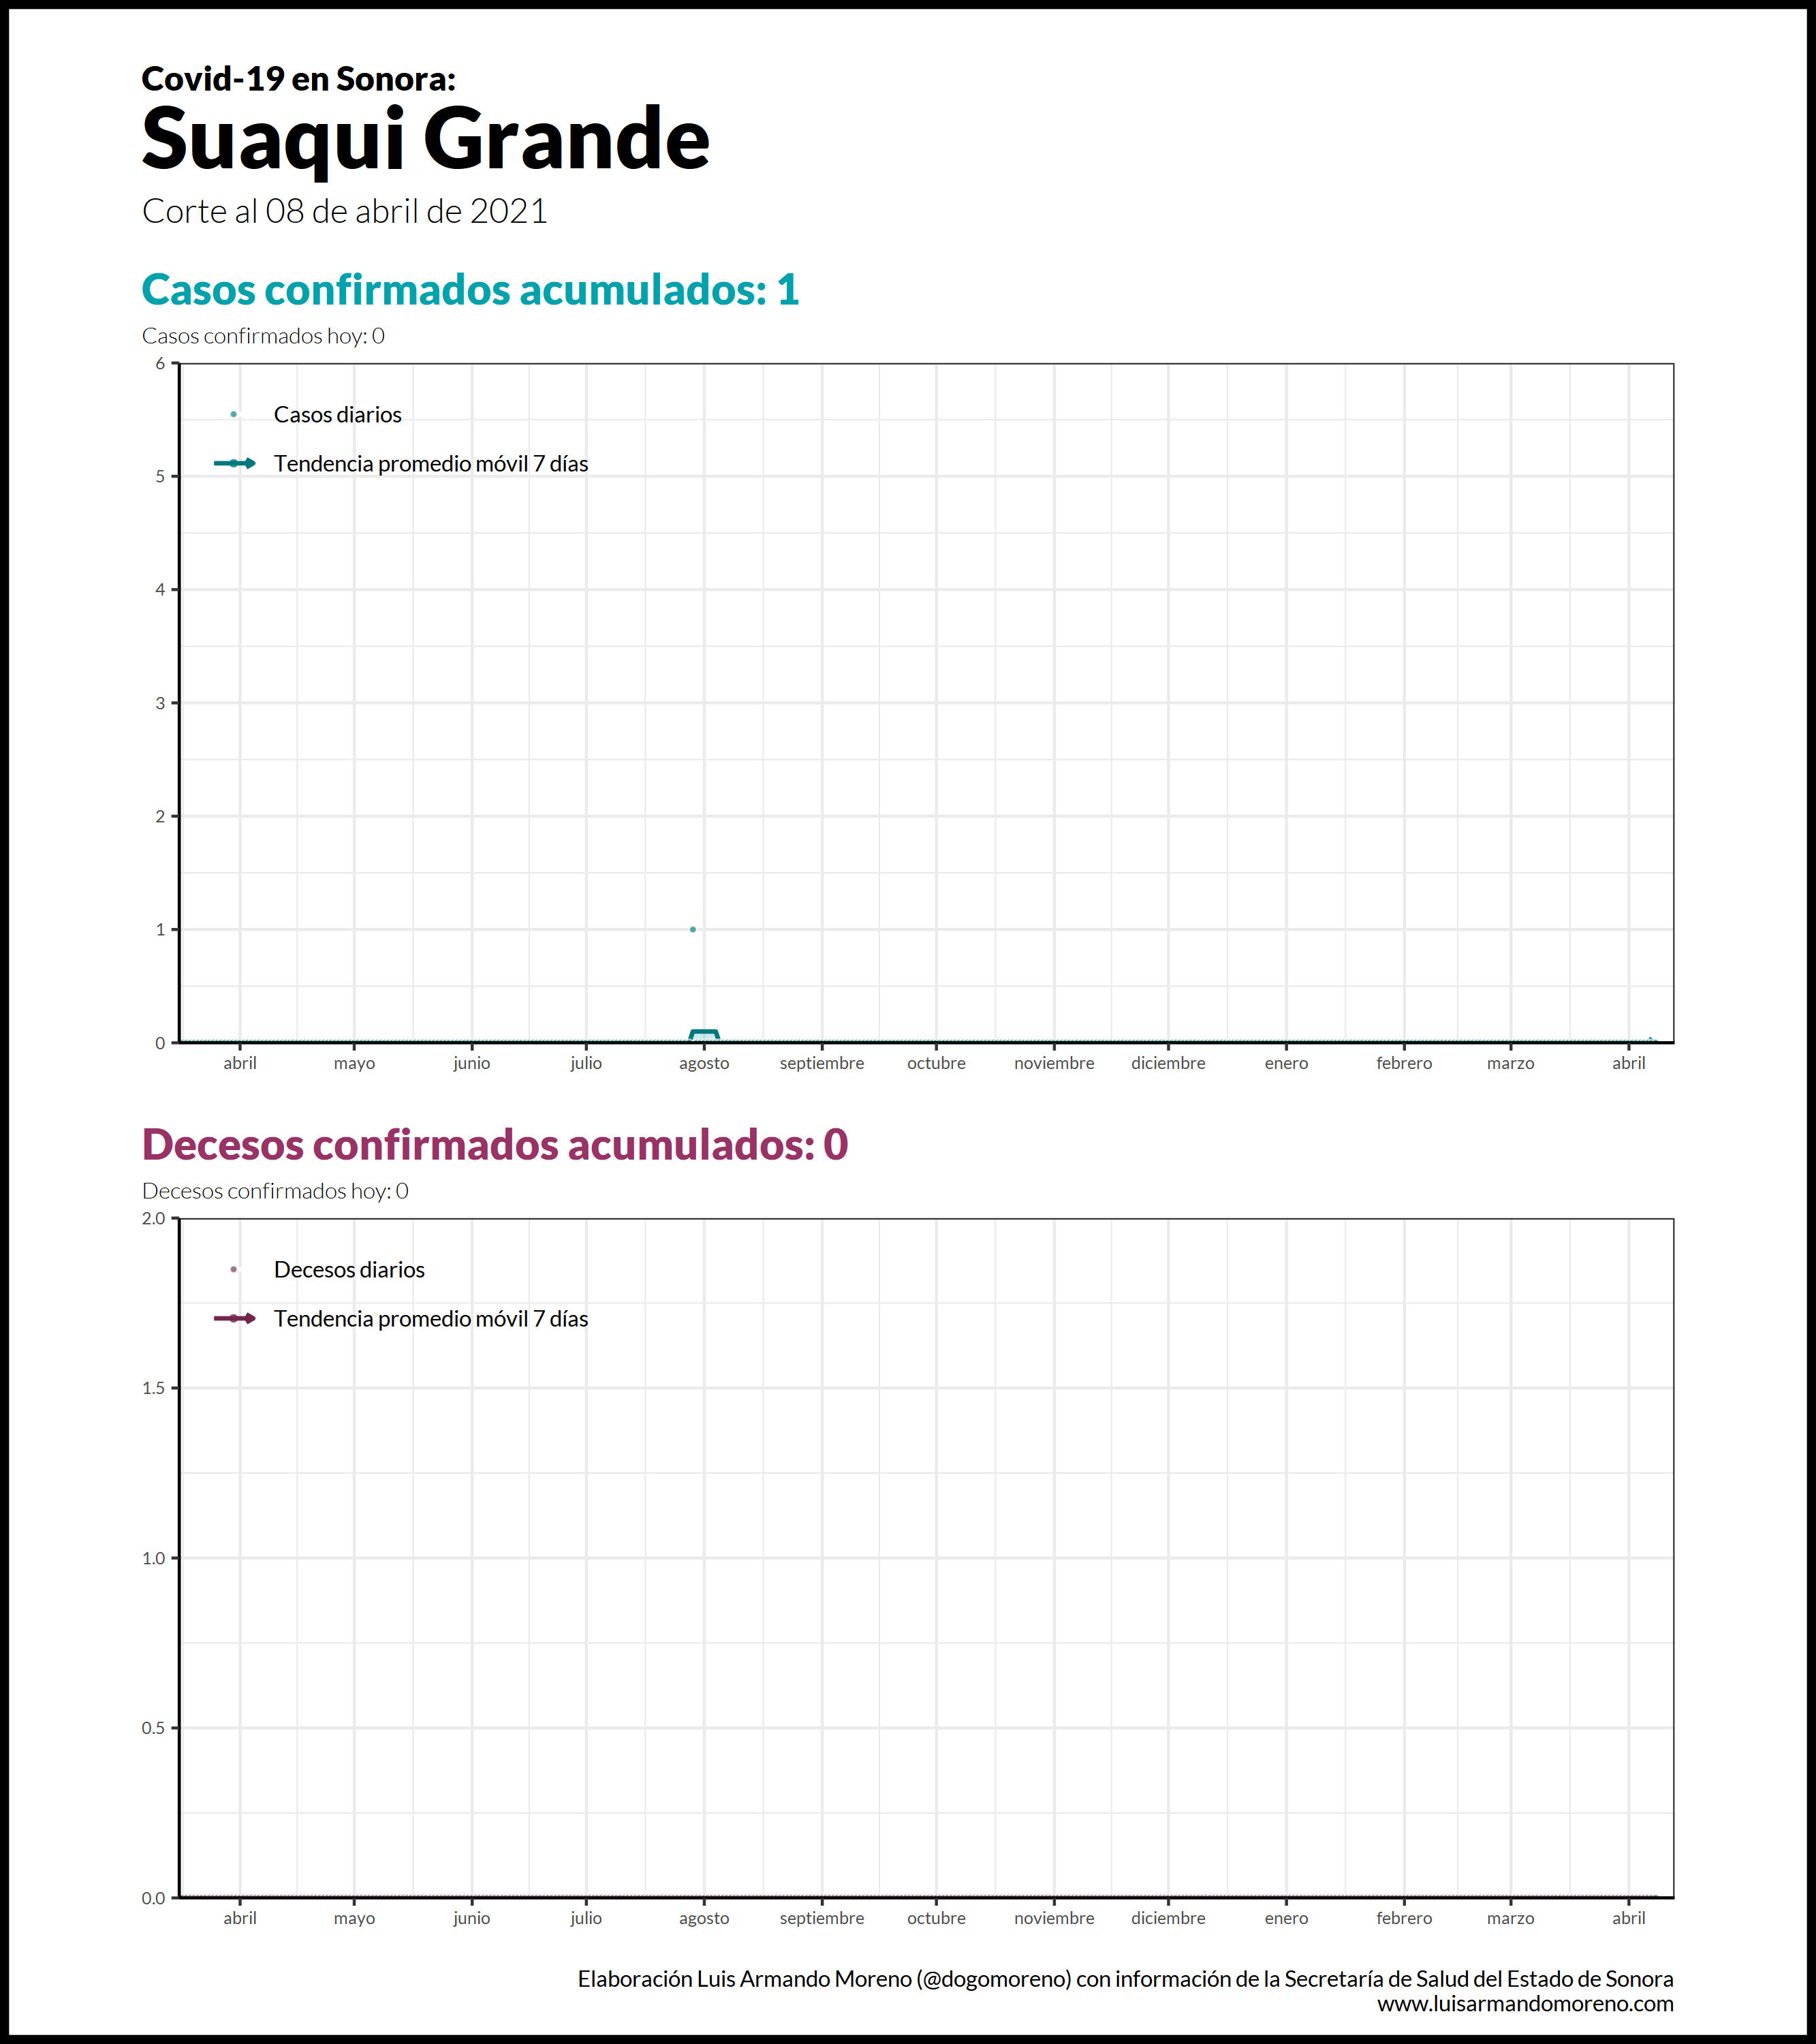 Covid-19 en Sonora:
Suaqui Grande
Corte al 08 de abril de 2021
Casos confirmados acumulados: 1
Casos confirmados hoy: 0
6
Casos diarios
Tendencia promedio móvil 7 días
5
4
3
2
1
0
abril mayo junio julio agosto septiembre octubre noviembre diciembre enero febrero marzo abril
Decesos confirmados acumulados: 0
Decesos confirmados hoy: 0
2.0
Decesos diarios
Tendencia promedio móvil 7 días
1.5
1.0
0.5
0.0
abril mayo junio julio agosto septiembre octubre noviembre diciembre enero febrero marzo abril
Elaboración Luis Armando Moreno (@dogomoreno) con información de la Secretaría de Salud del Estado de Sonora
www.luisarmandomoreno.com